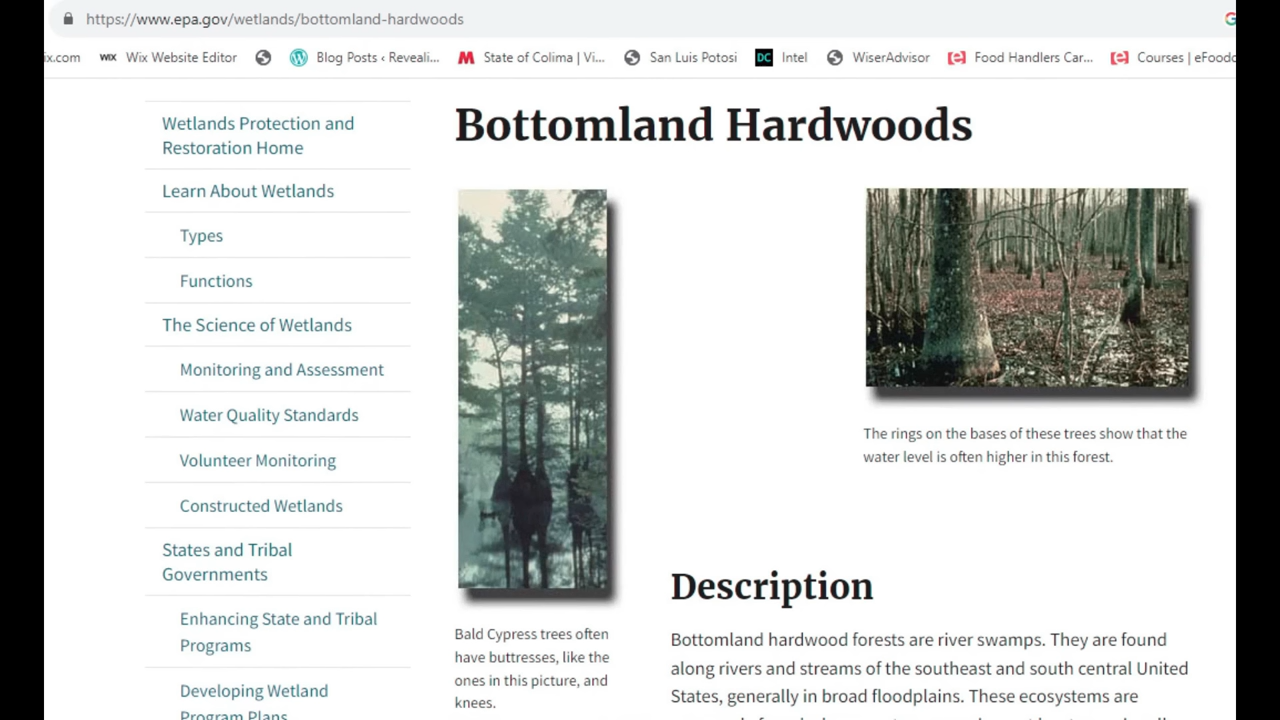 https://www.epa.gov/wetlands/bottomland-hardwoods
ix.com WIX Wix Website Editor Blog Posts ‹ Reveali... State of Colima | Vi... San Luis Potosi DC Intel WiserAdvisor Food Handlers Car... Courses | eFoodc
Bottomland Hardwoods
Wetlands Protection and
Restoration Home
Learn About Wetlands
Types
Functions
The Science of Wetlands
Monitoring and Assessment
Water Quality Standards
Volunteer Monitoring
Constructed Wetlands
States and Tribal
Governments
Enhancing State and Tribal
Programs
Developing Wetland
Program Plans
The rings on the bases of these trees show that the
water level is often higher in this forest.
Bald Cypress trees often
have buttresses, like the
ones in this picture, and
knees.
Description
Bottomland hardwood forests are river swamps. They are found
along rivers and streams of the southeast and south central United
States, generally in broad floodplains. These ecosystems are